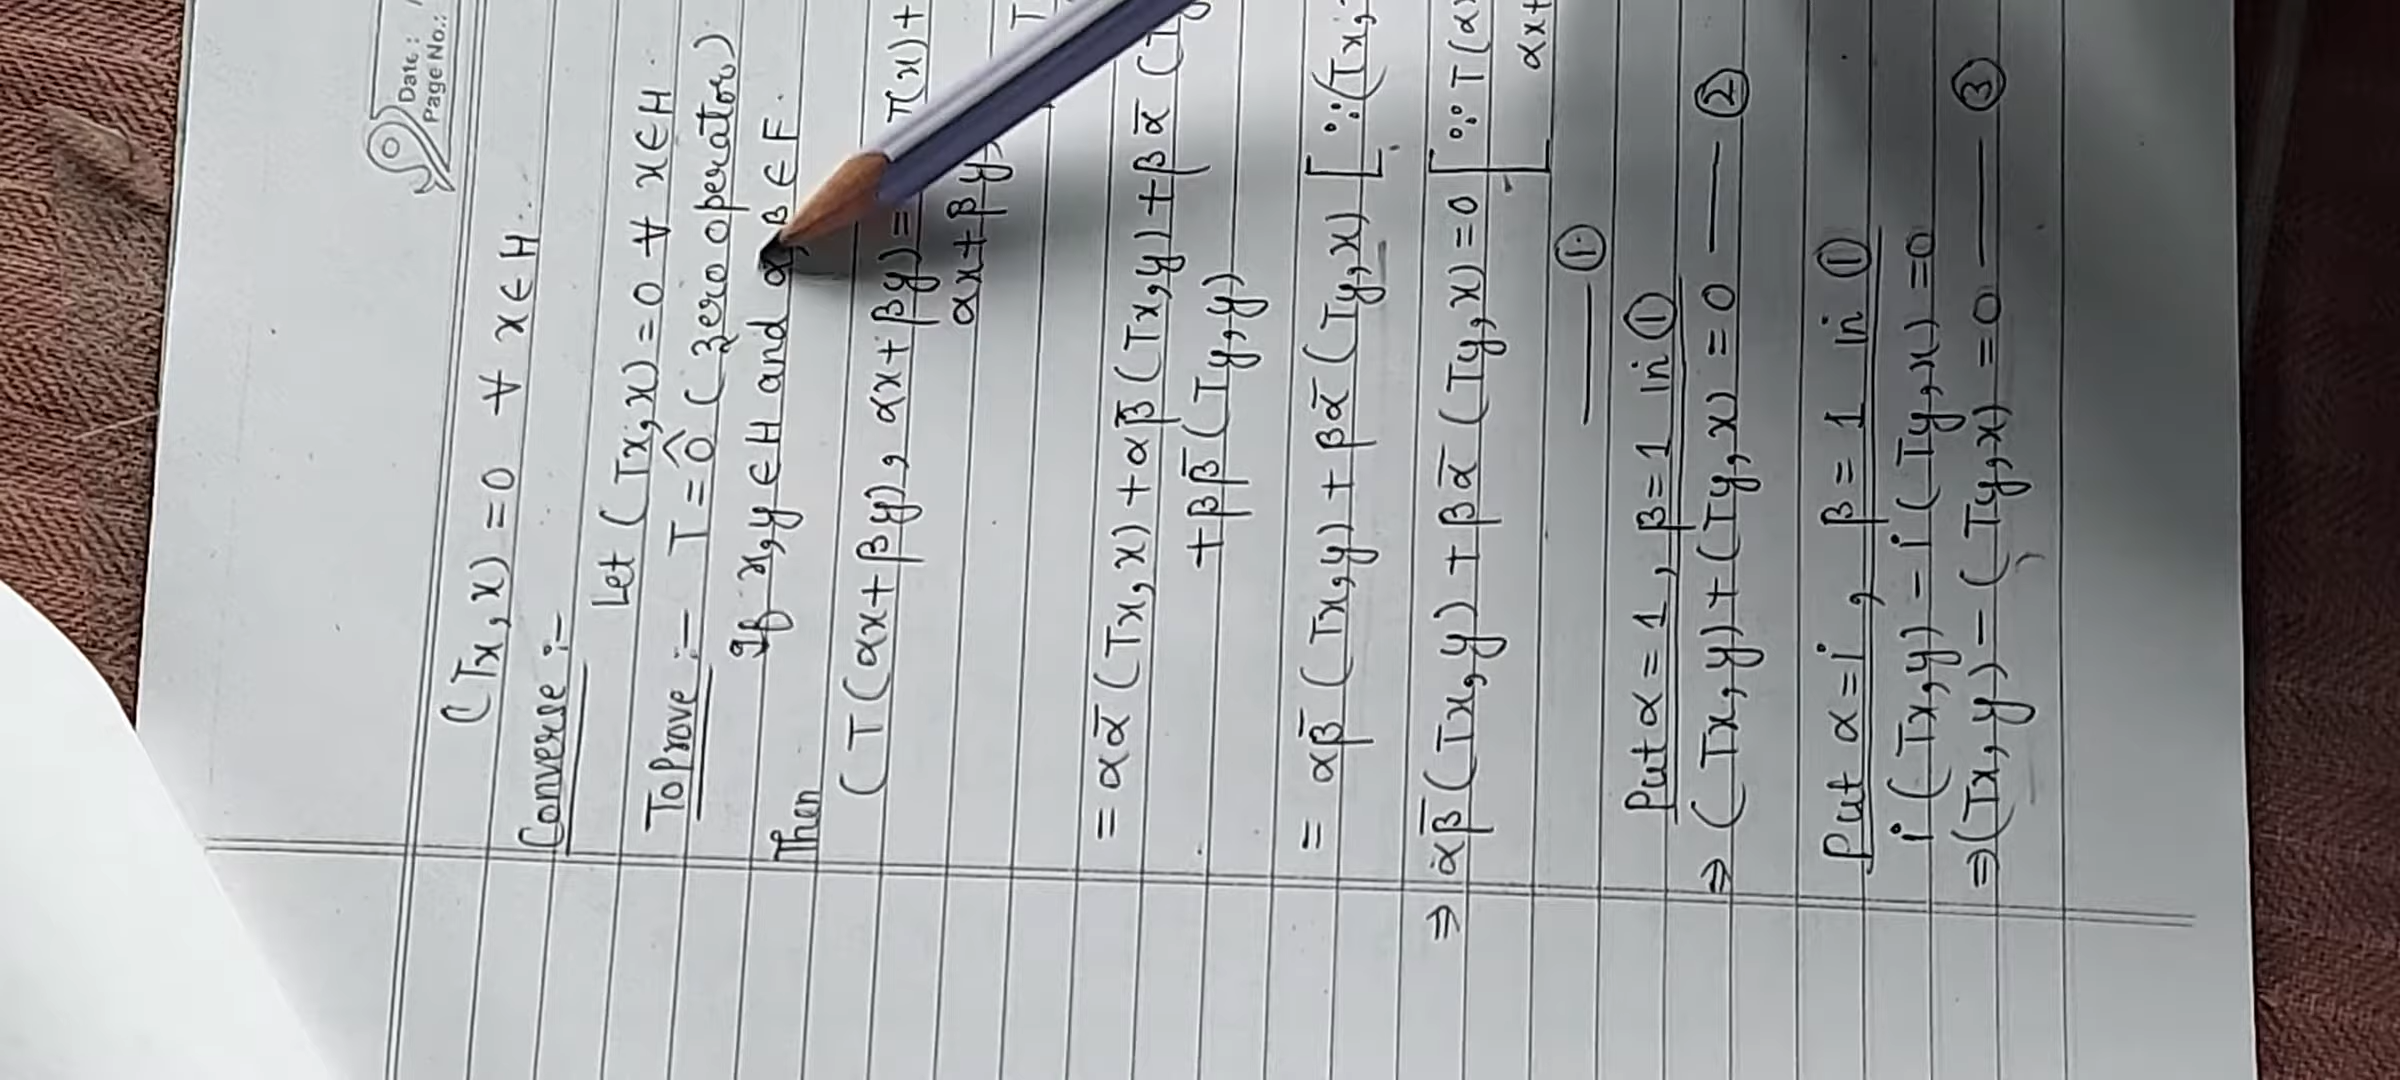 Date :
Page No.:
(Tx, x) = 0 ∀ x ∈ H.
Converse :-
Let (Tx, x) = 0 ∀ x ∈ H.
To Prove :- T = Ô (zero operator)
If x, y ∈ H and α, β ∈ F.
Then
(T(αx + βy), αx + βy) =
αx + βy
= αᾱ(Tx, x) + αβ̄(Tx, y) + βᾱ(Ty
+ ββ̄(Ty, y)
= αβ̄(Tx, y) + βᾱ(Ty, x) [∵ (Tx,
⇒ αβ̄(Tx, y) + βᾱ(Ty, x) = 0 [∵ T(αx
αx +
—— ①
Put α = 1, β = 1 in ①
⇒ (Tx, y) + (Ty, x) = 0 —— ②
Put α = i, β = 1 in ①
i(Tx, y) - i(Ty, x) = 0
⇒ (Tx, y) - (Ty, x) = 0 —— ③